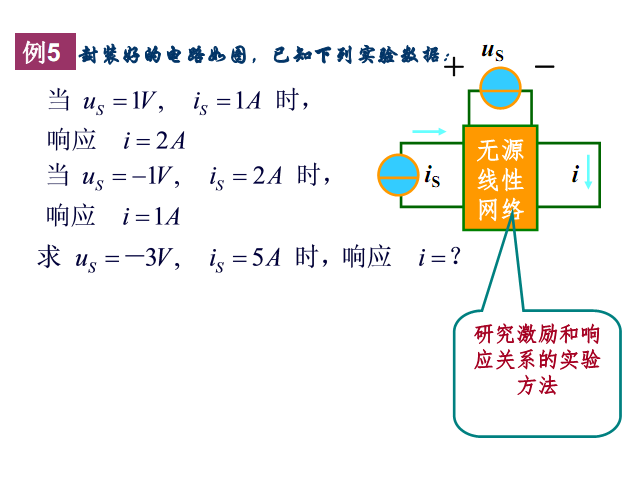 例5 封装好的电路如图，已知下列实验数据：
当 uS = 1V, iS = 1A 时，
响应 i = 2A
当 uS = −1V, iS = 2A 时，
响应 i = 1A
求 uS = −3V, iS = 5A 时，响应 i = ？
+ uS −
iS
无源
线性
网络
i
研究激励和响
应关系的实验
方法